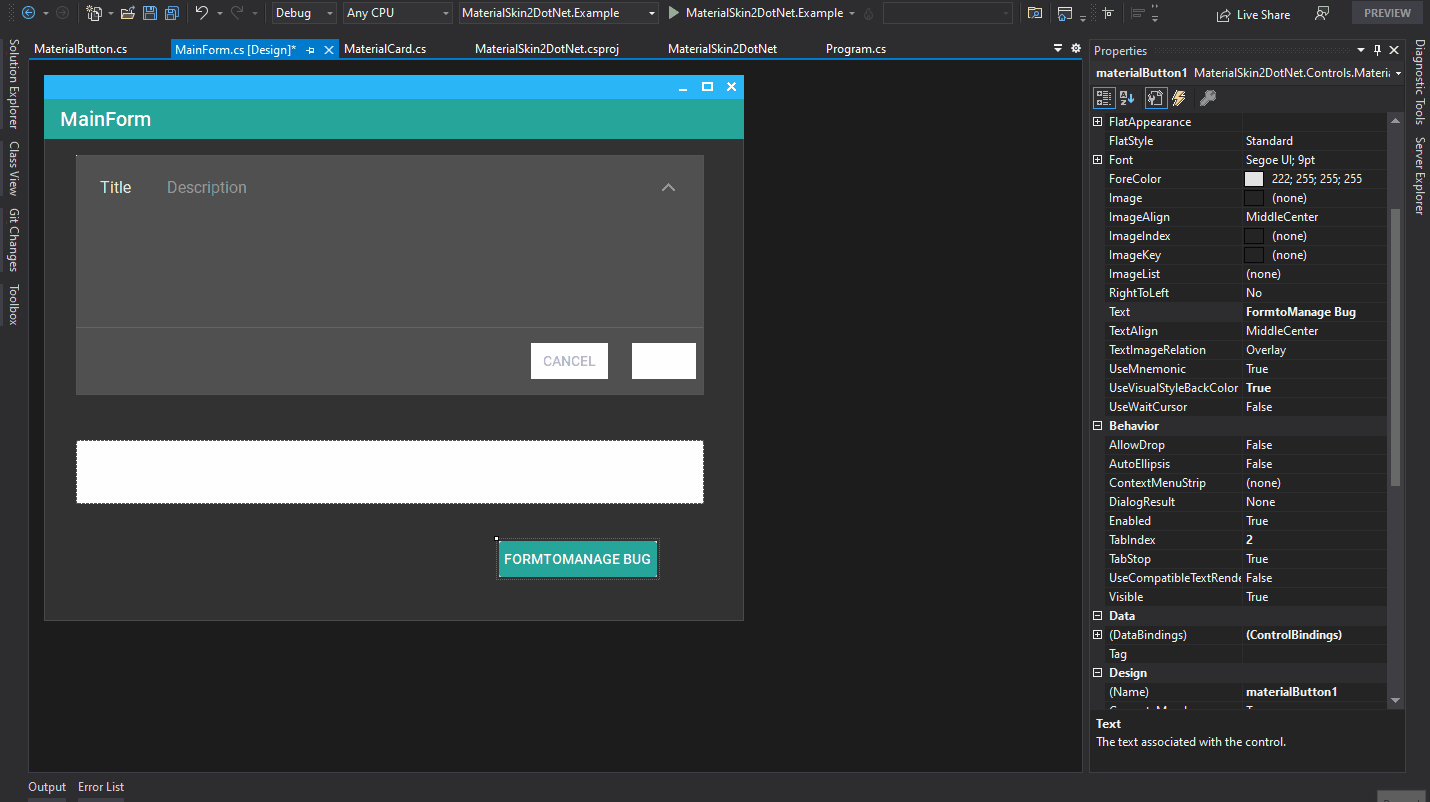 Debug
Any CPU
MaterialSkin2DotNet.Example
MaterialSkin2DotNet.Example
Live Share
PREVIEW
Solution Explorer
Class View
Git Changes
Toolbox
MaterialButton.cs
MainForm.cs [Design]*
MaterialCard.cs
MaterialSkin2DotNet.csproj
MaterialSkin2DotNet
Program.cs
MainForm
Title
Description
CANCEL
FORMTOMANAGE BUG
Properties
materialButton1 MaterialSkin2DotNet.Controls.Materia
FlatAppearance
FlatStyle Standard
Font Segoe UI; 9pt
ForeColor 222; 255; 255; 255
Image (none)
ImageAlign MiddleCenter
ImageIndex (none)
ImageKey (none)
ImageList (none)
RightToLeft No
Text FormtoManage Bug
TextAlign MiddleCenter
TextImageRelation Overlay
UseMnemonic True
UseVisualStyleBackColor True
UseWaitCursor False
Behavior
AllowDrop False
AutoEllipsis False
ContextMenuStrip (none)
DialogResult None
Enabled True
TabIndex 2
TabStop True
UseCompatibleTextRende False
Visible True
Data
(DataBindings) (ControlBindings)
Tag
Design
(Name) materialButton1
Text
The text associated with the control.
Diagnostic Tools
Server Explorer
Output
Error List